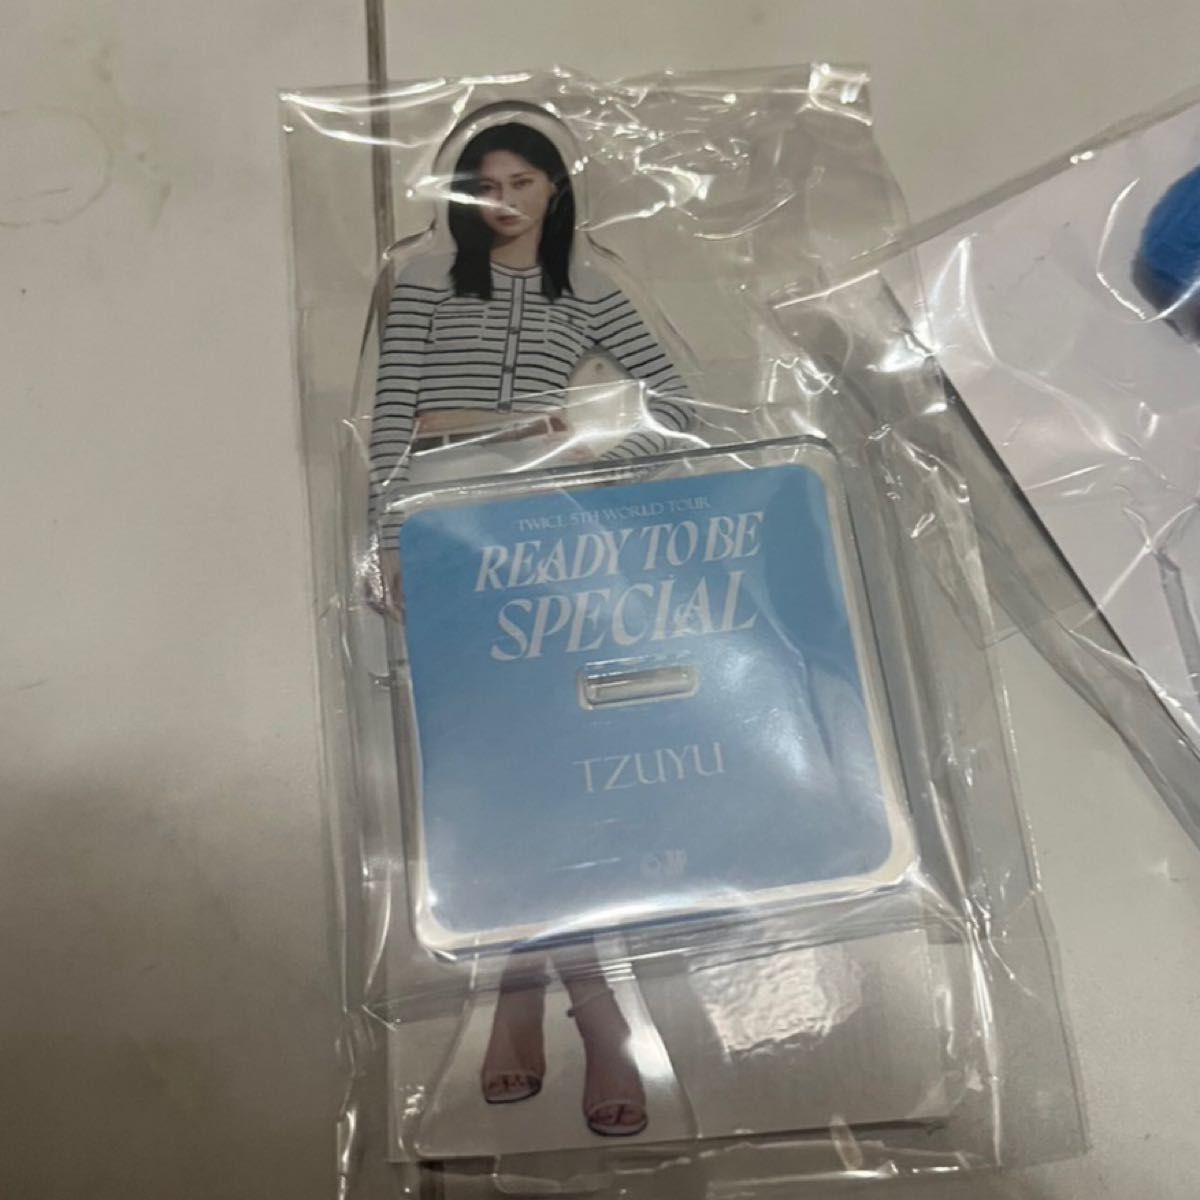 TWICE 5TH WORLD TOUR
READY TO BE
SPECIAL
TZUYU